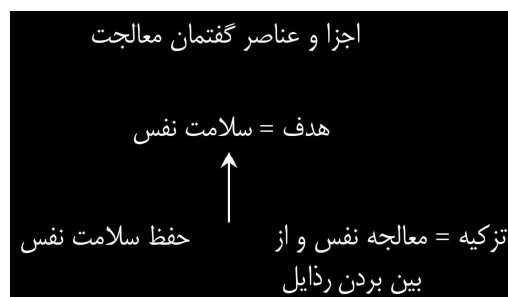 اجزا و عناصر گفتمان معالجت
هدف = سلامت نفس
تزکیه = معالجه نفس و از
بین بردن رذایل
حفظ سلامت نفس